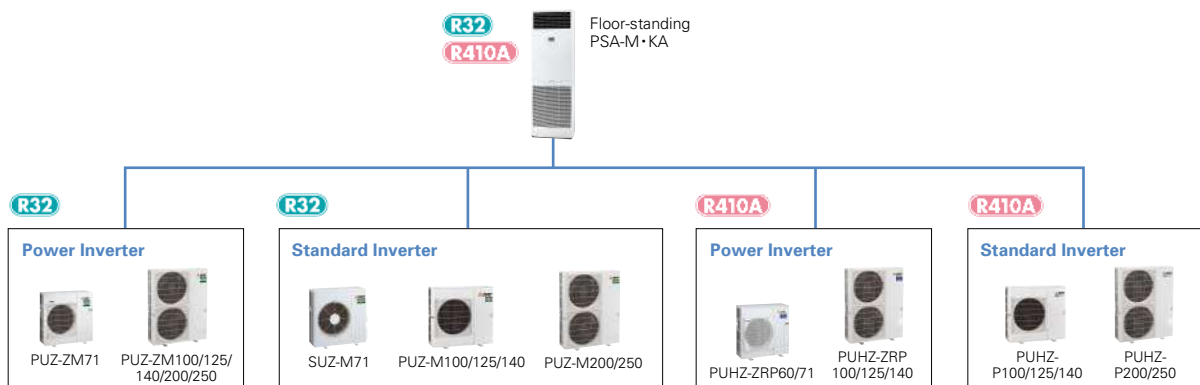 R32
R410A
Floor-standing
PSA-M・KA
R32
Power Inverter
PUZ-ZM71
PUZ-ZM100/125/
140/200/250
R32
Standard Inverter
SUZ-M71
PUZ-M100/125/140
PUZ-M200/250
R410A
Power Inverter
PUHZ-ZRP60/71
PUHZ-ZRP
100/125/140
R410A
Standard Inverter
PUHZ-
P100/125/140
PUHZ-
P200/250